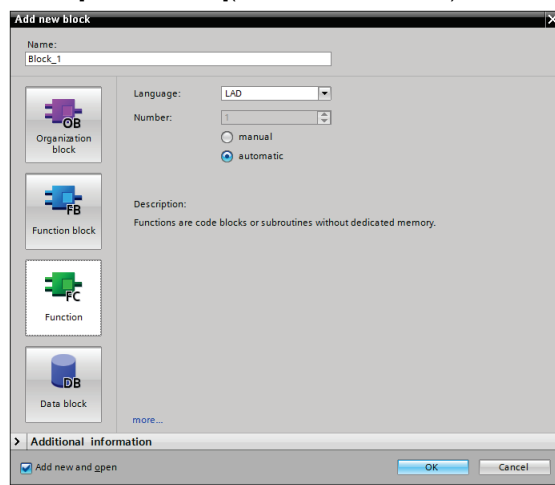 Add new block
Name:
Block_1
OB
Organization
block
FB
Function block
FC
Function
DB
Data block
Language:
LAD
Number:
1
manual
automatic
Description:
Functions are code blocks or subroutines without dedicated memory.
more...
Additional information
Add new and open
OK
Cancel